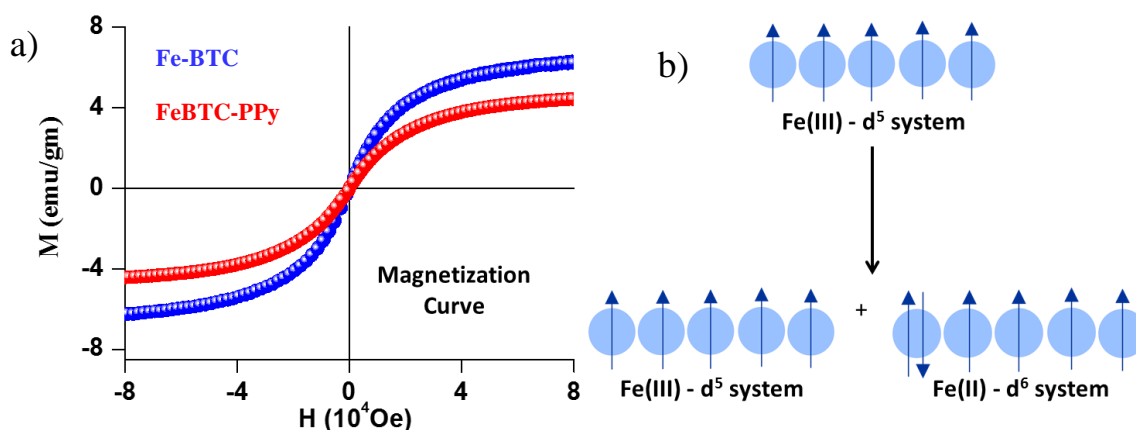 a)
Fe-BTC
FeBTC-PPy
Magnetization
Curve
M (emu/gm)
8
4
0
-4
-8
-8 -4 0 4 8
H (10⁴Oe)
b)
Fe(III) - d⁵ system
+
Fe(III) - d⁵ system
Fe(II) - d⁶ system